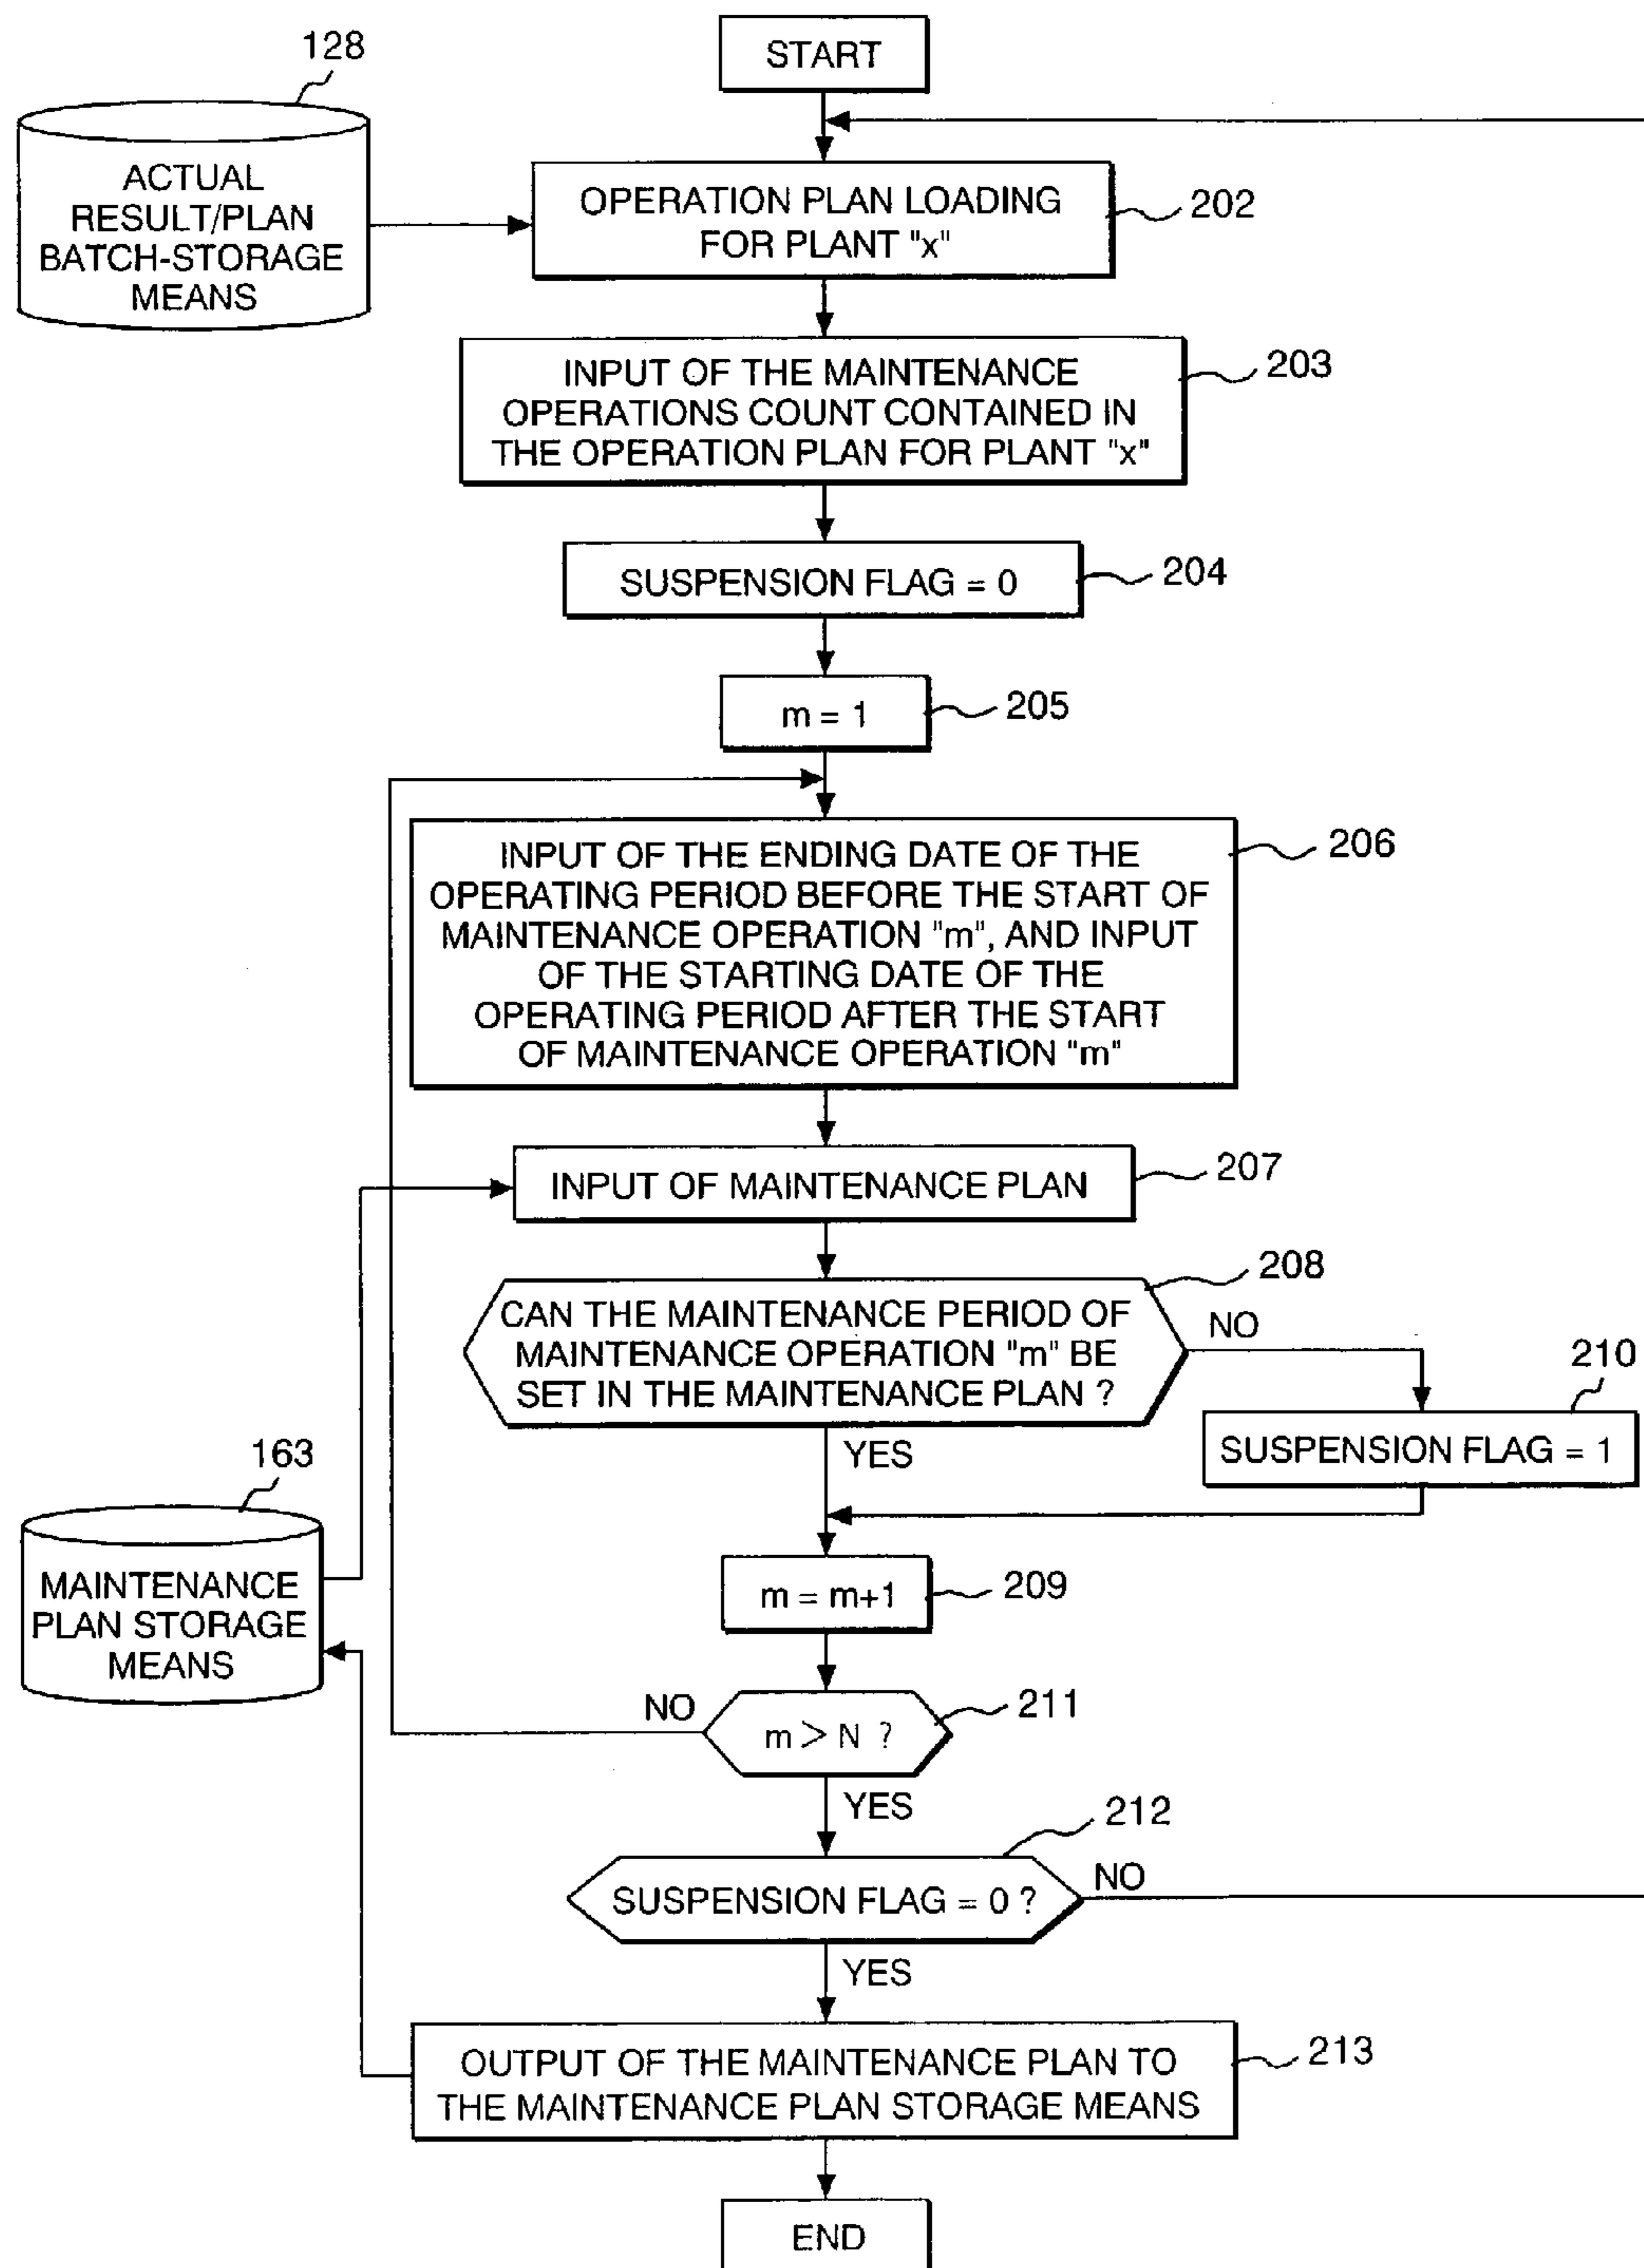 START
128
ACTUAL
RESULT/PLAN
BATCH-STORAGE
MEANS
OPERATION PLAN LOADING
FOR PLANT "x"
202
INPUT OF THE MAINTENANCE
OPERATIONS COUNT CONTAINED IN
THE OPERATION PLAN FOR PLANT "x"
203
SUSPENSION FLAG = 0
204
m = 1
205
INPUT OF THE ENDING DATE OF THE
OPERATING PERIOD BEFORE THE START OF
MAINTENANCE OPERATION "m", AND INPUT
OF THE STARTING DATE OF THE
OPERATING PERIOD AFTER THE START
OF MAINTENANCE OPERATION "m"
206
INPUT OF MAINTENANCE PLAN
207
CAN THE MAINTENANCE PERIOD OF
MAINTENANCE OPERATION "m" BE
SET IN THE MAINTENANCE PLAN ?
208
NO
210
SUSPENSION FLAG = 1
YES
163
MAINTENANCE
PLAN STORAGE
MEANS
m = m+1
209
NO
m > N ?
211
YES
212
SUSPENSION FLAG = 0 ?
NO
YES
OUTPUT OF THE MAINTENANCE PLAN TO
THE MAINTENANCE PLAN STORAGE MEANS
213
END